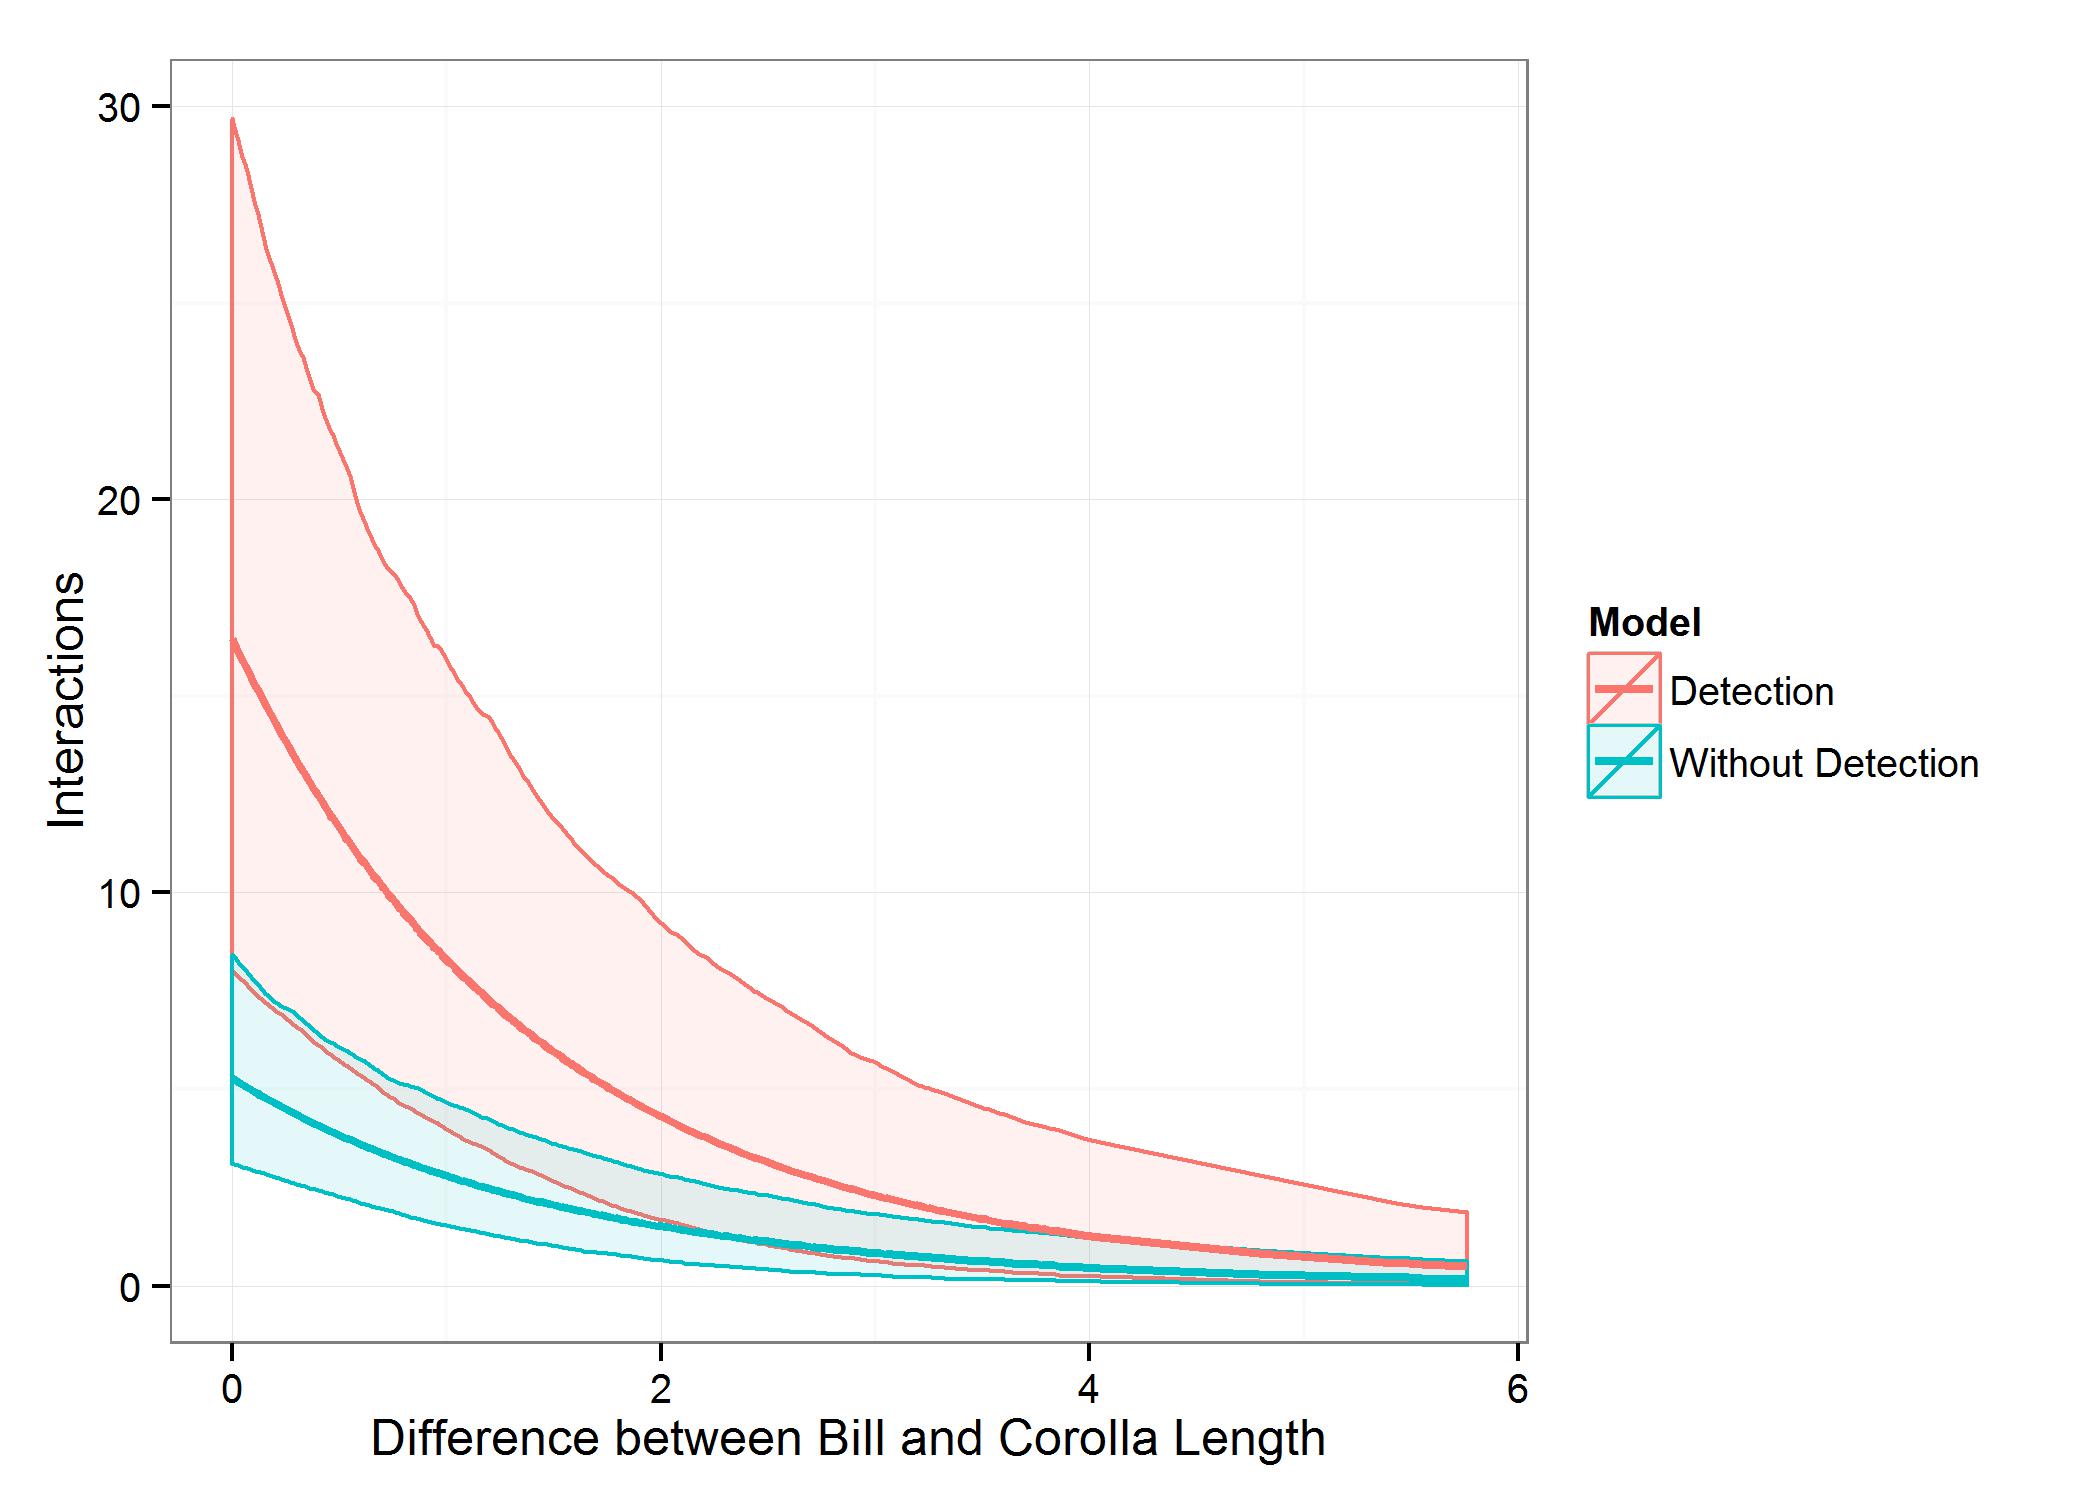 30
20
10
0
Interactions
0 2 4 6
Difference between Bill and Corolla Length
Model
Detection
Without Detection